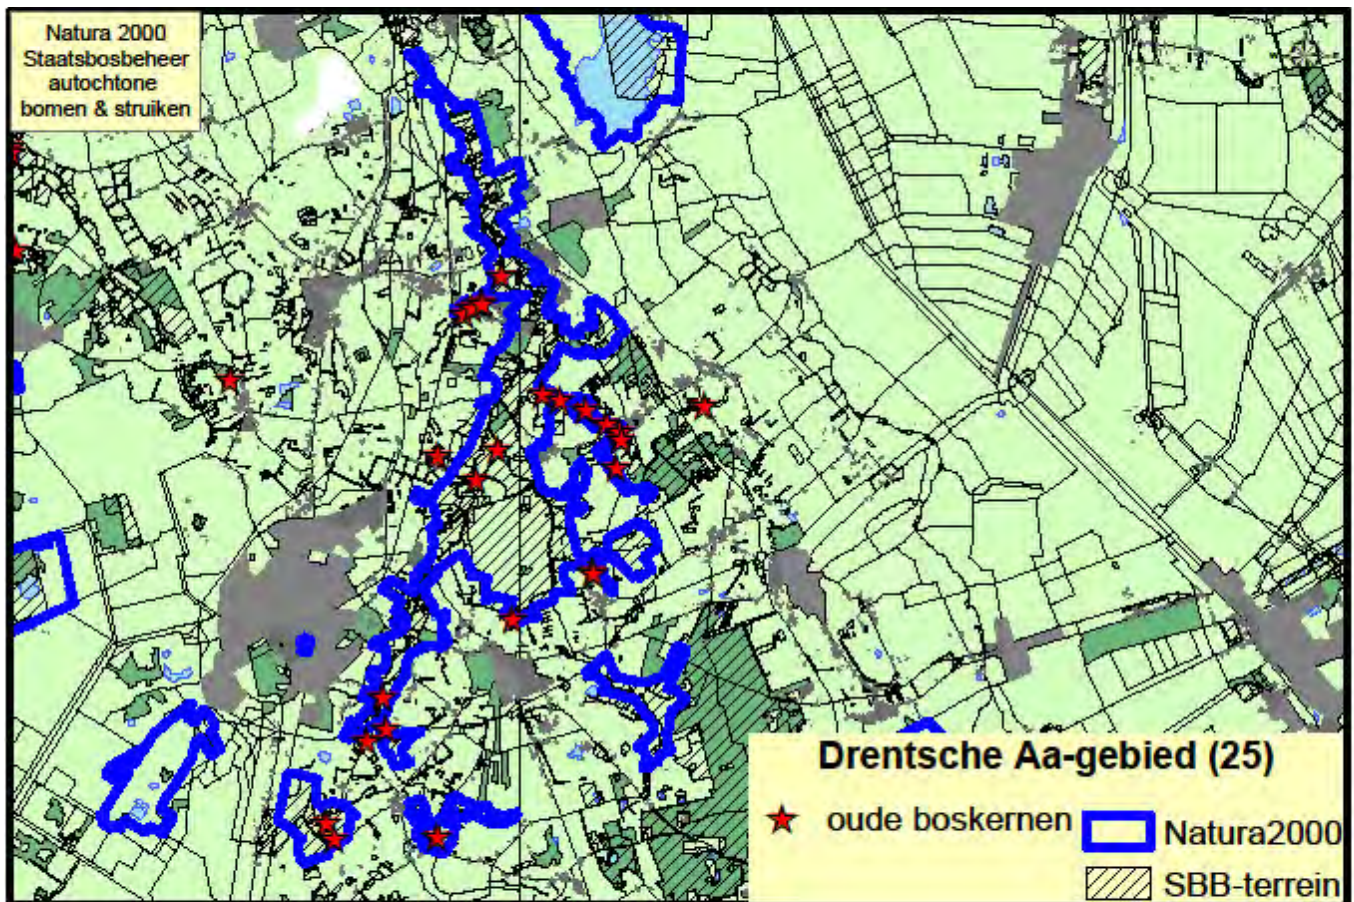 Natura 2000
Staatsbosbeheer
autochtone
bomen & struiken
Drentsche Aa-gebied (25)
oude boskernen
Natura2000
SBB-terrein